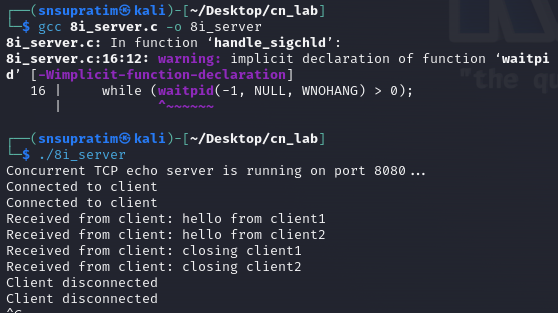 ┌──(snsupratim㉿kali)-[~/Desktop/cn_lab]
└─$ gcc 8i_server.c -o 8i_server
8i_server.c: In function ‘handle_sigchld’:
8i_server.c:16:12: warning: implicit declaration of function ‘waitpi
d’ [-Wimplicit-function-declaration]
   16 |     while (waitpid(-1, NULL, WNOHANG) > 0);
      |            ^~~~~~~
┌──(snsupratim㉿kali)-[~/Desktop/cn_lab]
└─$ ./8i_server
Concurrent TCP echo server is running on port 8080...
Connected to client
Connected to client
Received from client: hello from client1
Received from client: hello from client2
Received from client: closing client1
Received from client: closing client2
Client disconnected
Client disconnected
"the qu